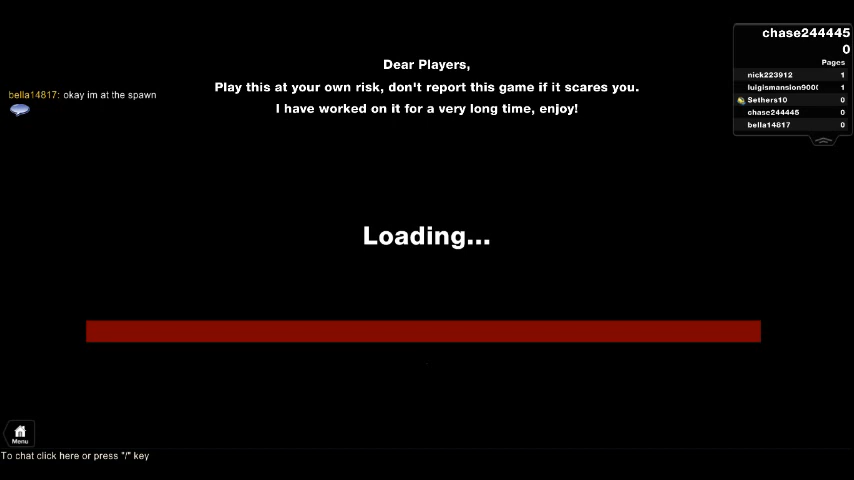 chase244445
0
Pages
Dear Players,
Play this at your own risk, don't report this game if it scares you.
I have worked on it for a very long time, enjoy!
nick223912 1
luigismansion9000 1
Sethers10 0
chase244445 0
bella14817 0
bella14817: okay im at the spawn
Loading...
Menu
To chat click here or press "/" key